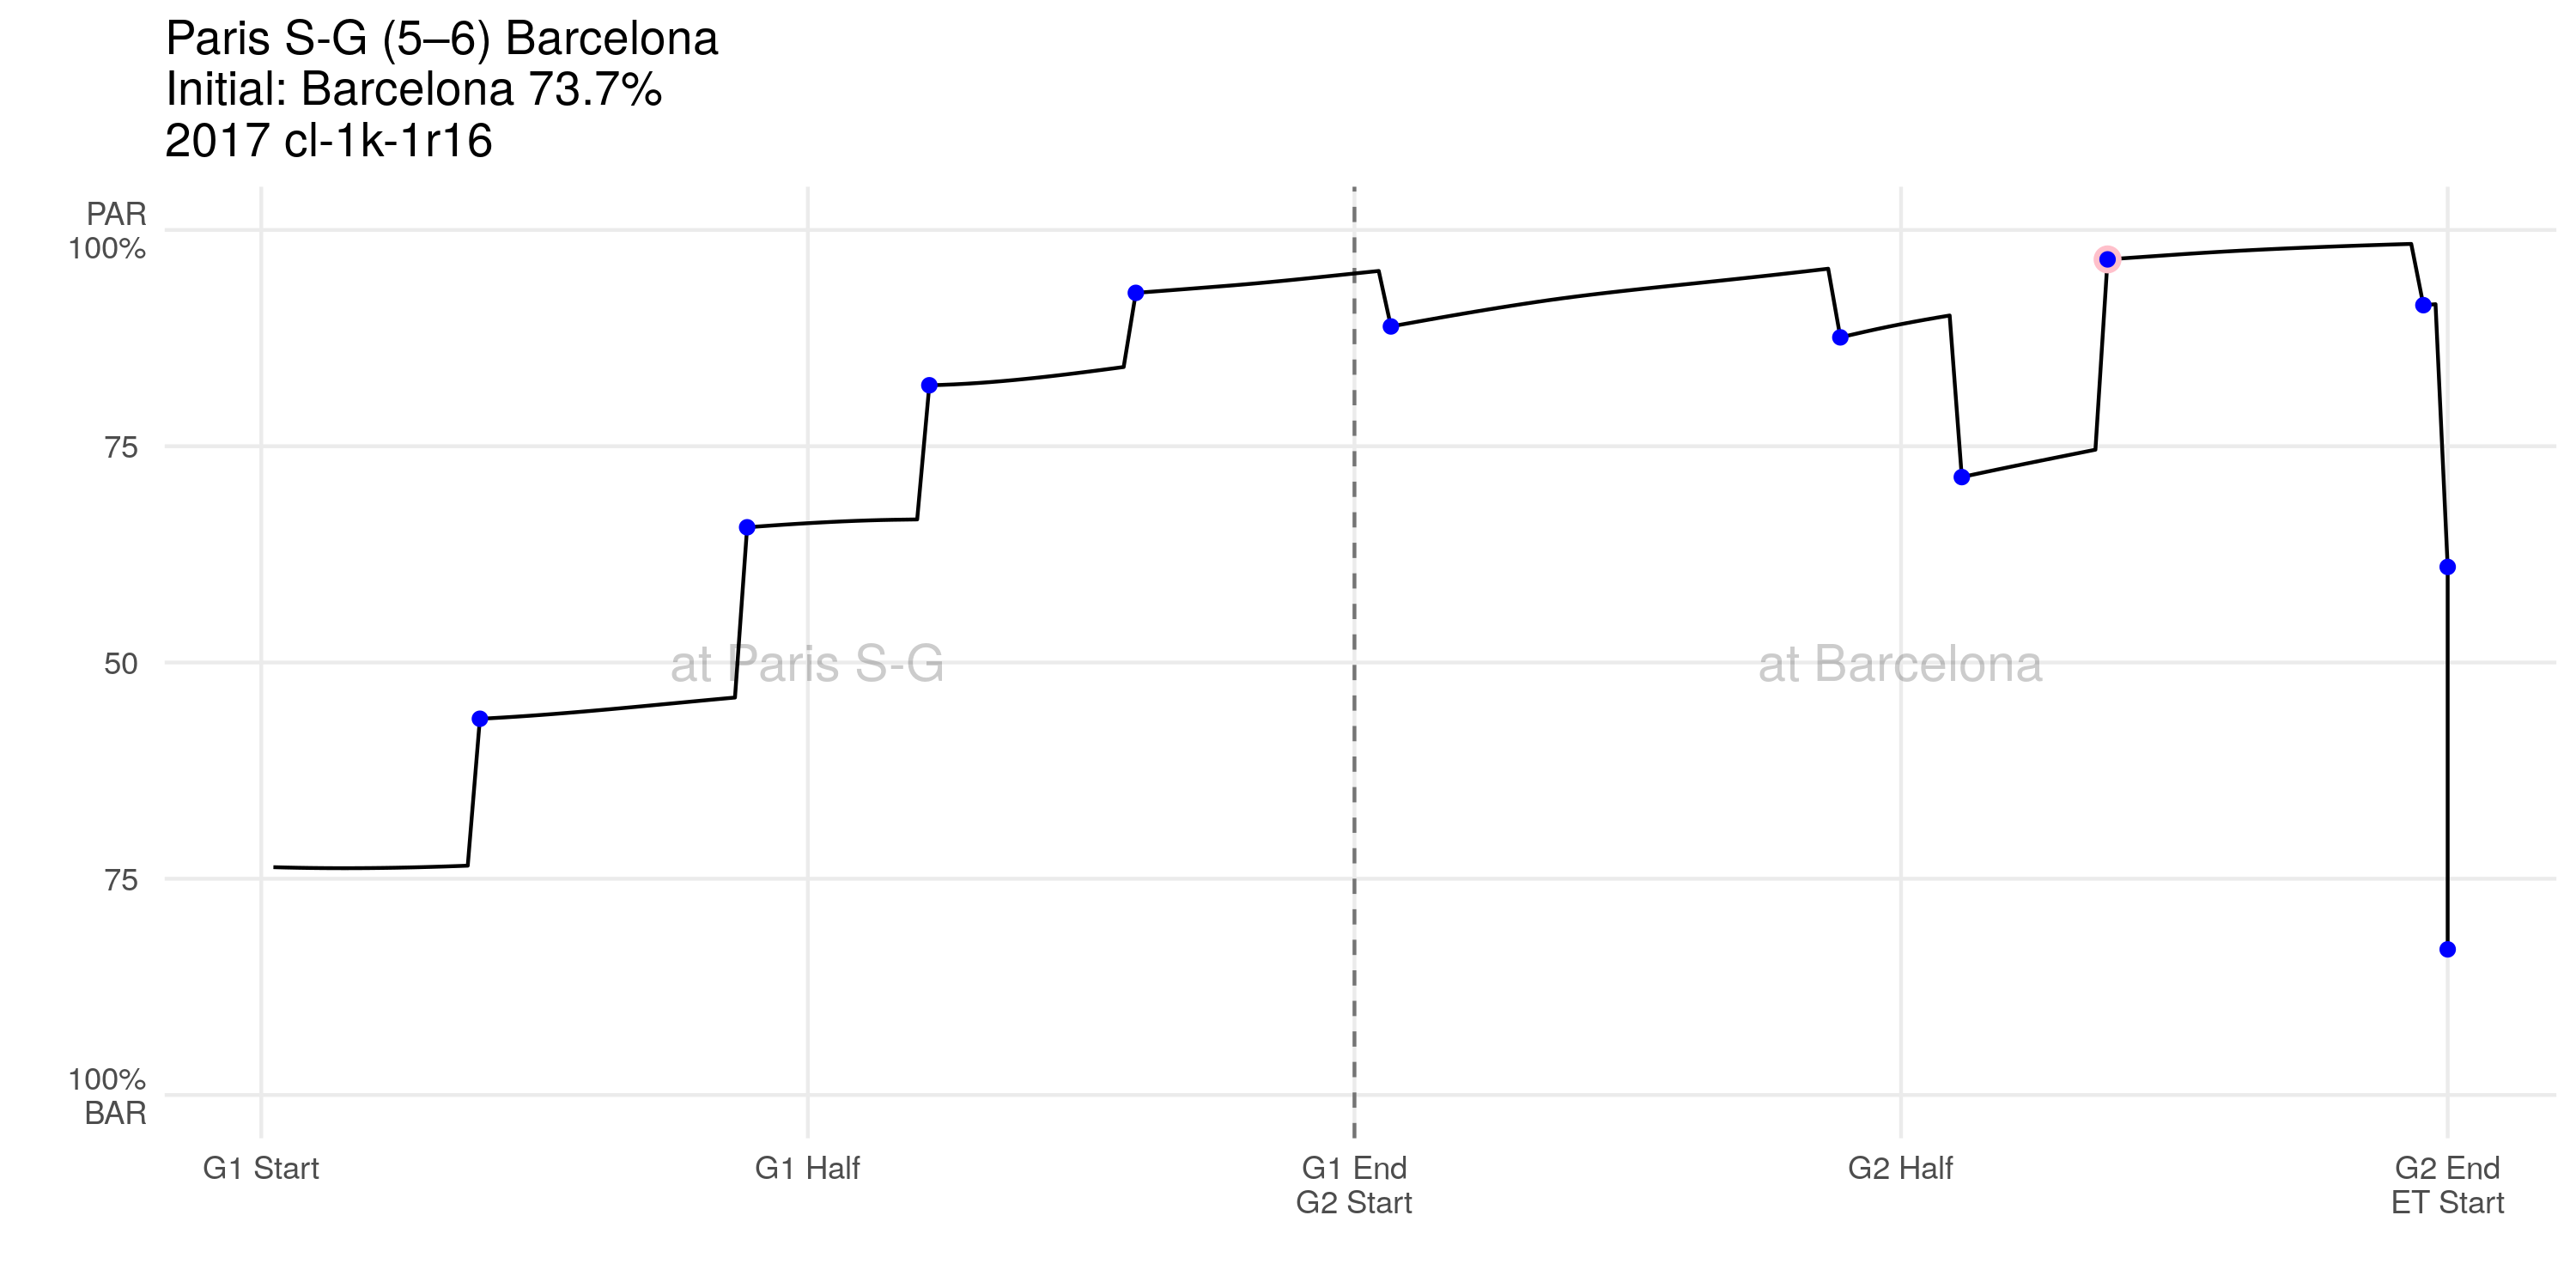 Paris S-G (5–6) Barcelona
Initial: Barcelona 73.7%
2017 cl-1k-1r16
PAR
100%
75
50
75
100%
BAR
at Paris S-G
at Barcelona
G1 Start
G1 Half
G1 End
G2 Start
G2 Half
G2 End
ET Start